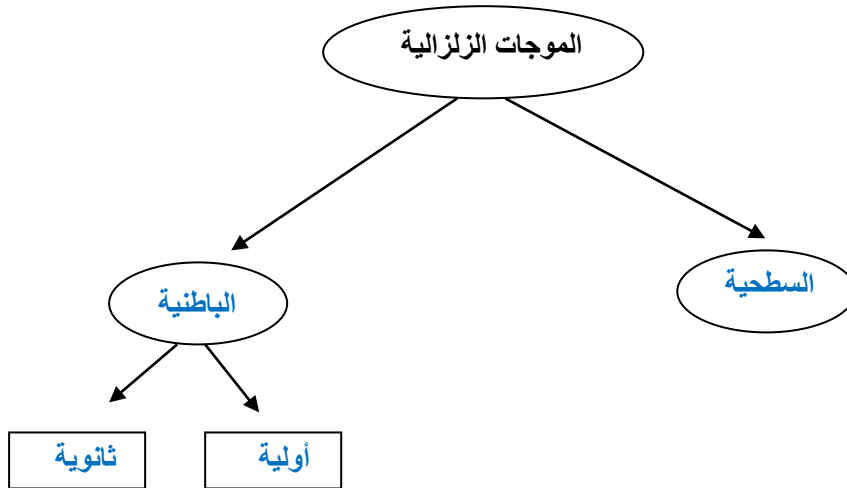 الموجات الزلزالية
السطحية
الباطنية
أولية
ثانوية